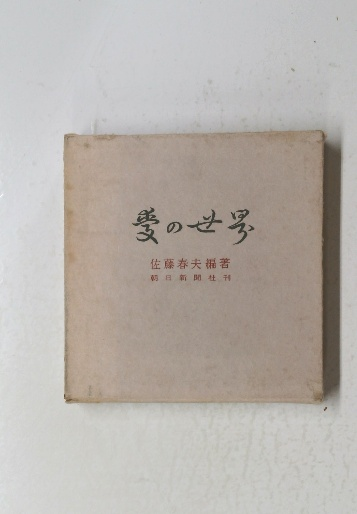 愛の世界
佐藤春夫編著
朝日新聞社刊